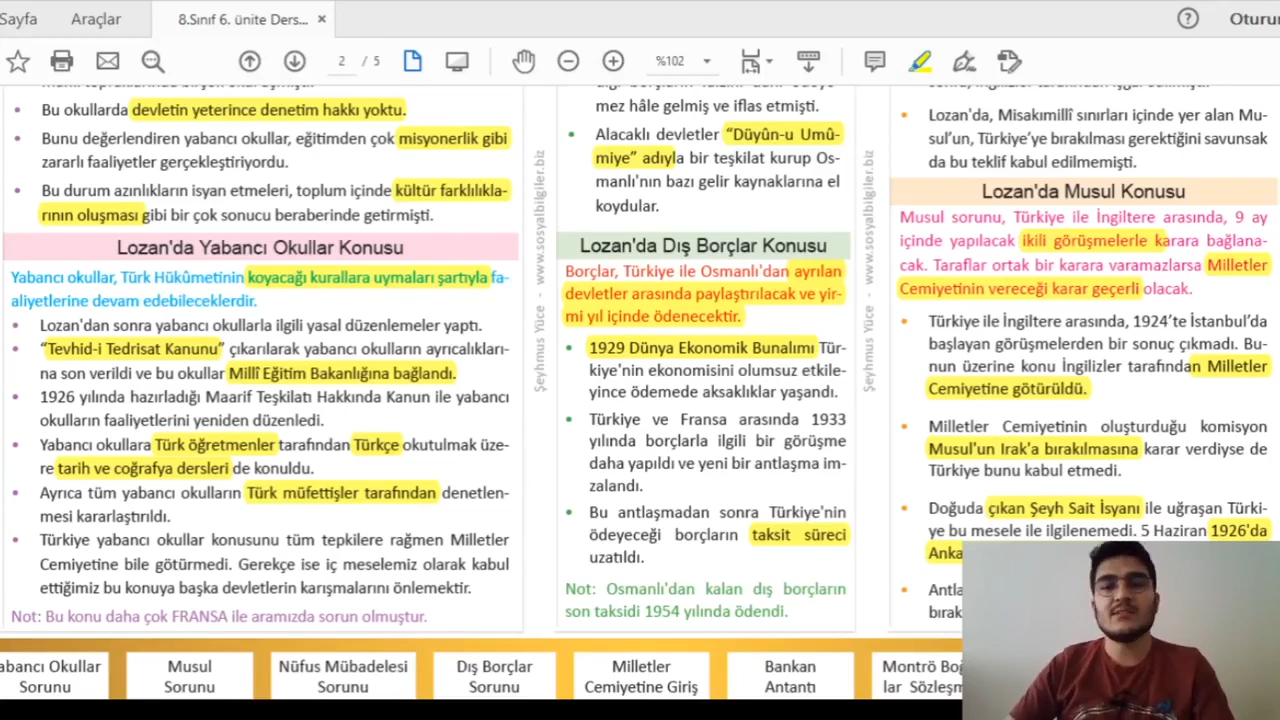 Sayfa
Araçlar
8.Sınıf 6. ünite Ders...
×
?
Oturu
2 / 5
%102
Bu okullarda devletin yeterince denetim hakkı yoktu.
Bunu değerlendiren yabancı okullar, eğitimden çok misyonerlik gibi
zararlı faaliyetler gerçekleştiriyordu.
Bu durum azınlıkların isyan etmeleri, toplum içinde kültür farklılıkla-
rının oluşması gibi bir çok sonucu beraberinde getirmişti.
Lozan'da Yabancı Okullar Konusu
Yabancı okullar, Türk Hükûmetinin koyacağı kurallara uymaları şartıyla fa-
aliyetlerine devam edebileceklerdir.
Lozan'dan sonra yabancı okullarla ilgili yasal düzenlemeler yaptı.
“Tevhid-i Tedrisat Kanunu” çıkarılarak yabancı okulların ayrıcalıkları-
na son verildi ve bu okullar Millî Eğitim Bakanlığına bağlandı.
1926 yılında hazırladığı Maarif Teşkilatı Hakkında Kanun ile yabancı
okulların faaliyetlerini yeniden düzenledi.
Yabancı okullara Türk öğretmenler tarafından Türkçe okutulmak üze-
re tarih ve coğrafya dersleri de konuldu.
Ayrıca tüm yabancı okulların Türk müfettişler tarafından denetlen-
mesi kararlaştırıldı.
Türkiye yabancı okullar konusunu tüm tepkilere rağmen Milletler
Cemiyetine bile götürmedi. Gerekçe ise iç meselemiz olarak kabul
ettiğimiz bu konuya başka devletlerin karışmalarını önlemektir.
Not: Bu konu daha çok FRANSA ile aramızda sorun olmuştur.
Şeyhmus Yüce - www.sosyalbilgiler.biz
mez hâle gelmiş ve iflas etmişti.
Alacaklı devletler “Düyûn-u Umû-
miye” adıyla bir teşkilat kurup Os-
manlı'nın bazı gelir kaynaklarına el
koydular.
Lozan'da Dış Borçlar Konusu
Borçlar, Türkiye ile Osmanlı'dan ayrılan
devletler arasında paylaştırılacak ve yir-
mi yıl içinde ödenecektir.
1929 Dünya Ekonomik Bunalımı Tür-
kiye'nin ekonomisini olumsuz etkile-
yince ödemede aksaklıklar yaşandı.
Türkiye ve Fransa arasında 1933
yılında borçlarla ilgili bir görüşme
daha yapıldı ve yeni bir antlaşma im-
zalandı.
Bu antlaşmadan sonra Türkiye'nin
ödeyeceği borçların taksit süreci
uzatıldı.
Not: Osmanlı'dan kalan dış borçların
son taksidi 1954 yılında ödendi.
Şeyhmus Yüce - www.sosyalbilgiler.biz
Lozan'da, Misakımillî sınırları içinde yer alan Mu-
sul'un, Türkiye'ye bırakılması gerektiğini savunsak
da bu teklif kabul edilmemişti.
Lozan'da Musul Konusu
Musul sorunu, Türkiye ile İngiltere arasında, 9 ay
içinde yapılacak ikili görüşmelerle karara bağlana-
cak. Taraflar ortak bir karara varamazlarsa Milletler
Cemiyetinin vereceği karar geçerli olacak.
Türkiye ile İngiltere arasında, 1924'te İstanbul'da
başlayan görüşmelerden bir sonuç çıkmadı. Bu-
nun üzerine konu İngilizler tarafından Milletler
Cemiyetine götürüldü.
Milletler Cemiyetinin oluşturduğu komisyon
Musul'un Irak'a bırakılmasına karar verdiyse de
Türkiye bunu kabul etmedi.
Doğuda çıkan Şeyh Sait İsyanı ile uğraşan Türki-
ye bu mesele ile ilgilenemedi. 5 Haziran 1926'da
Anka
Antla
bırak
abancı Okullar
Sorunu
Musul
Sorunu
Nüfus Mübadelesi
Sorunu
Dış Borçlar
Sorunu
Milletler
Cemiyetine Giriş
Bankan
Antantı
Montrö Boğ
lar Sözleşm